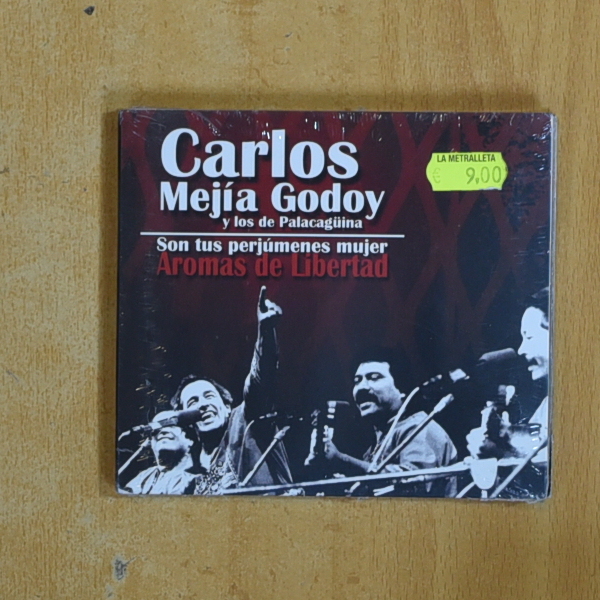 Carlos
Mejía Godoy
y los de Palacagüina
Son tus perjúmenes mujer
Aromas de Libertad
LA METRALLETA
€ 9,00